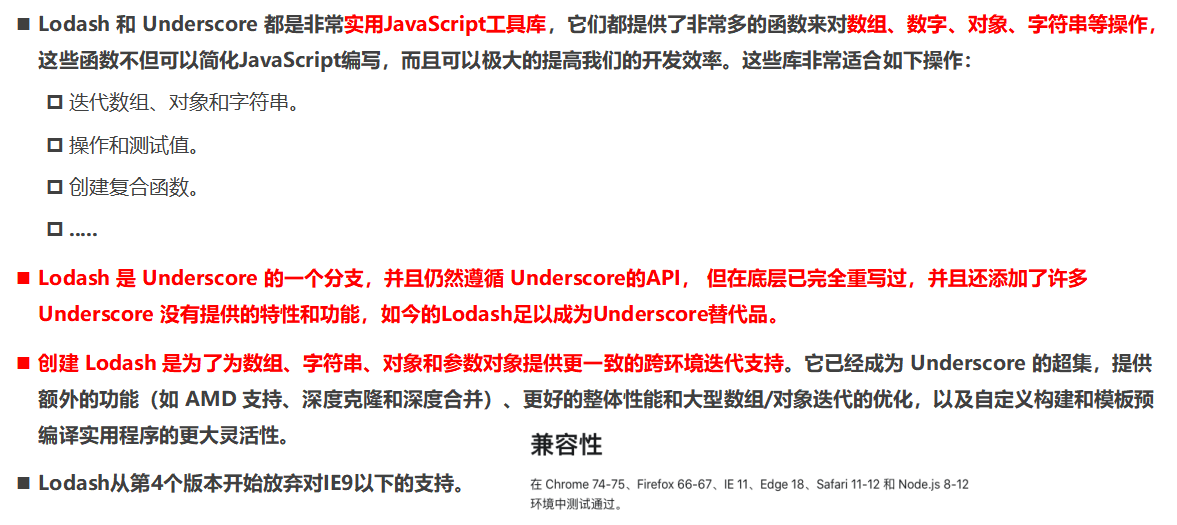 ■ Lodash 和 Underscore 都是非常实用JavaScript工具库，它们都提供了非常多的函数来对数组、数字、对象、字符串等操作，
这些函数不但可以简化JavaScript编写，而且可以极大的提高我们的开发效率。这些库非常适合如下操作：
迭代数组、对象和字符串。
操作和测试值。
创建复合函数。
.....
■ Lodash 是 Underscore 的一个分支，并且仍然遵循 Underscore的API， 但在底层已完全重写过，并且还添加了许多
Underscore 没有提供的特性和功能，如今的Lodash足以成为Underscore替代品。
■ 创建 Lodash 是为了为数组、字符串、对象和参数对象提供更一致的跨环境迭代支持。它已经成为 Underscore 的超集，提供
额外的功能（如 AMD 支持、深度克隆和深度合并）、更好的整体性能和大型数组/对象迭代的优化，以及自定义构建和模板预
编译实用程序的更大灵活性。
■ Lodash从第4个版本开始放弃对IE9以下的支持。
兼容性
在 Chrome 74-75、Firefox 66-67、IE 11、Edge 18、Safari 11-12 和 Node.js 8-12
环境中测试通过。